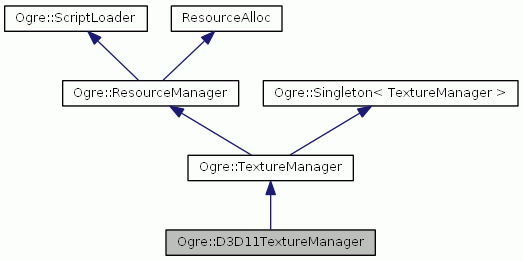 Ogre::ScriptLoader
ResourceAlloc
Ogre::ResourceManager
Ogre::Singleton< TextureManager >
Ogre::TextureManager
Ogre::D3D11TextureManager